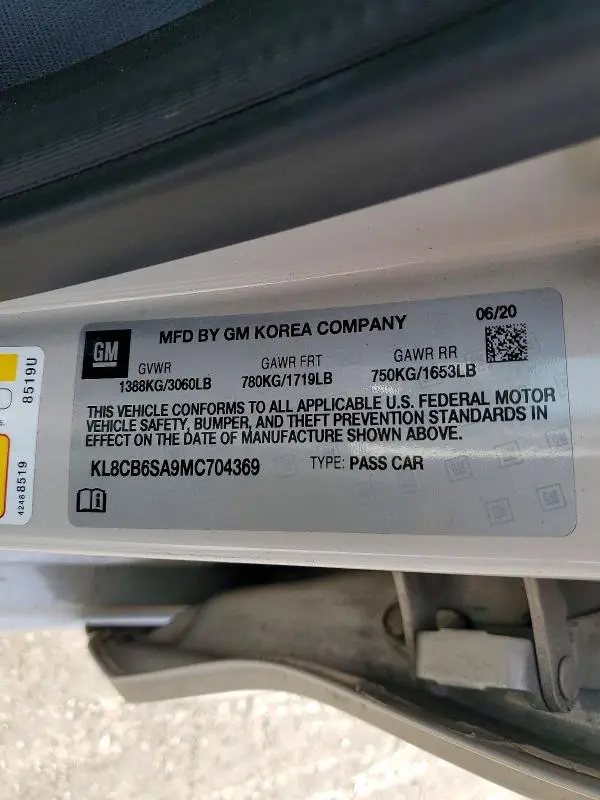 06/20
GM
MFD BY GM KOREA COMPANY
GVWR GAWR FRT GAWR RR
1388KG/3060LB 780KG/1719LB 750KG/1653LB
THIS VEHICLE CONFORMS TO ALL APPLICABLE U.S. FEDERAL MOTOR
VEHICLE SAFETY, BUMPER, AND THEFT PREVENTION STANDARDS IN
EFFECT ON THE DATE OF MANUFACTURE SHOWN ABOVE.
KL8CB6SA9MC704369 TYPE: PASS CAR
8519U
42488519